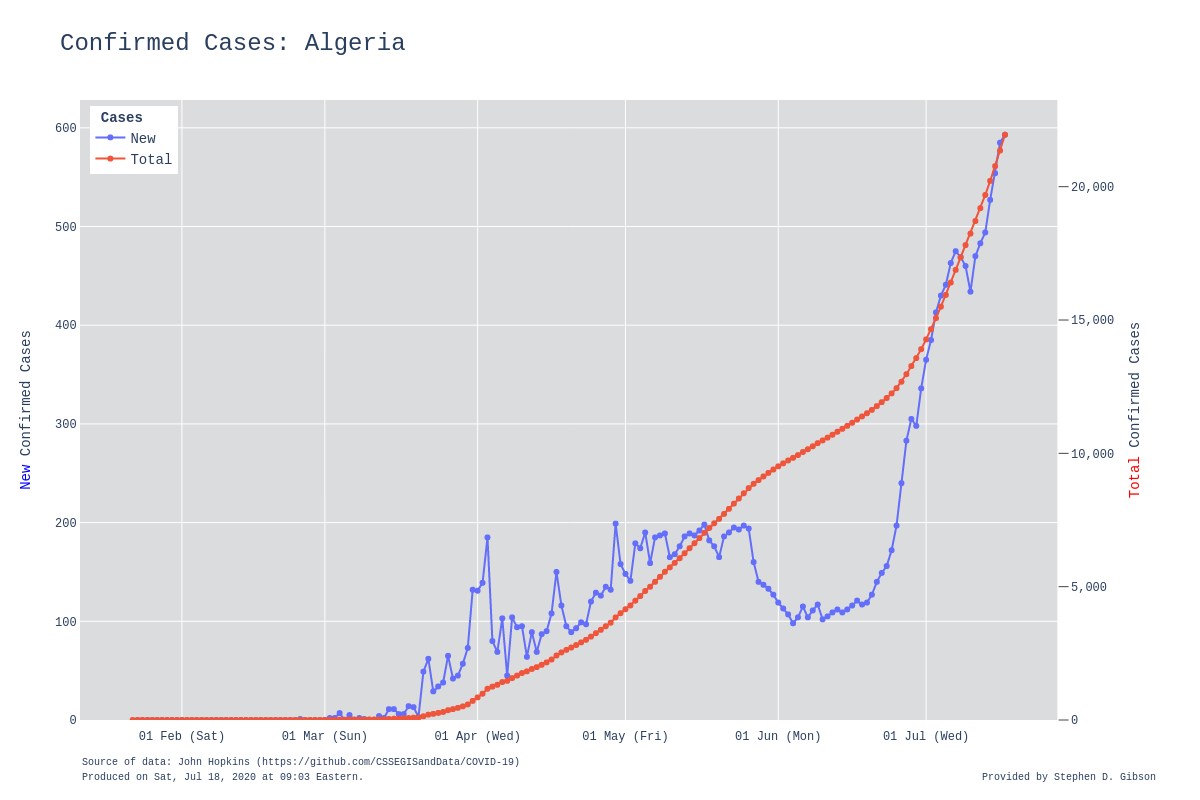 Confirmed Cases: Algeria
Cases
New
Total
600
500
400
300
200
100
0
20,000
15,000
10,000
5,000
0
New Confirmed Cases
Total Confirmed Cases
01 Feb (Sat)
01 Mar (Sun)
01 Apr (Wed)
01 May (Fri)
01 Jun (Mon)
01 Jul (Wed)
Source of data: John Hopkins (https://github.com/CSSEGISandData/COVID-19)
Produced on Sat, Jul 18, 2020 at 09:03 Eastern.
Provided by Stephen D. Gibson